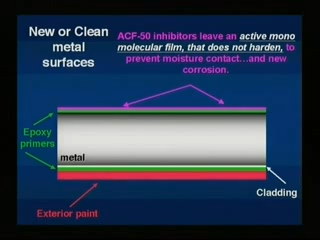 New or Clean
metal
surfaces
ACF-50 inhibitors leave an active mono
molecular film, that does not harden, to
prevent moisture contact…and new
corrosion.
Epoxy
primers
metal
Cladding
Exterior paint